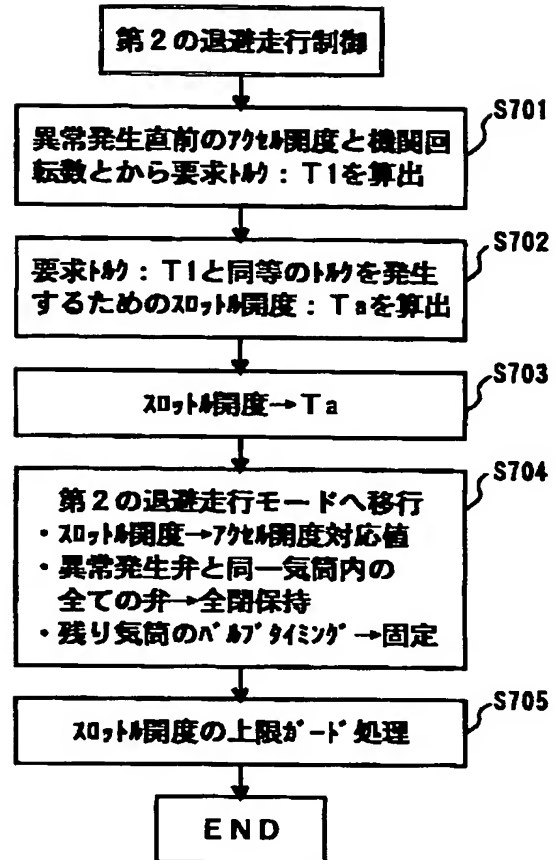 第2の退避走行制御
S701
異常発生直前のｱｸｾﾙ開度と機関回
転数とから要求ﾄﾙｸ：T1を算出
S702
要求ﾄﾙｸ：T1と同等のﾄﾙｸを発生
するためのｽﾛｯﾄﾙ開度：Taを算出
S703
ｽﾛｯﾄﾙ開度→Ta
S704
第2の退避走行モードへ移行
・ｽﾛｯﾄﾙ開度→ｱｸｾﾙ開度対応値
・異常発生弁と同一気筒内の
全ての弁→全閉保持
・残り気筒のﾊﾞﾙﾌﾞﾀｲﾐﾝｸﾞ→固定
S705
ｽﾛｯﾄﾙ開度の上限ｶﾞｰﾄﾞ処理
END